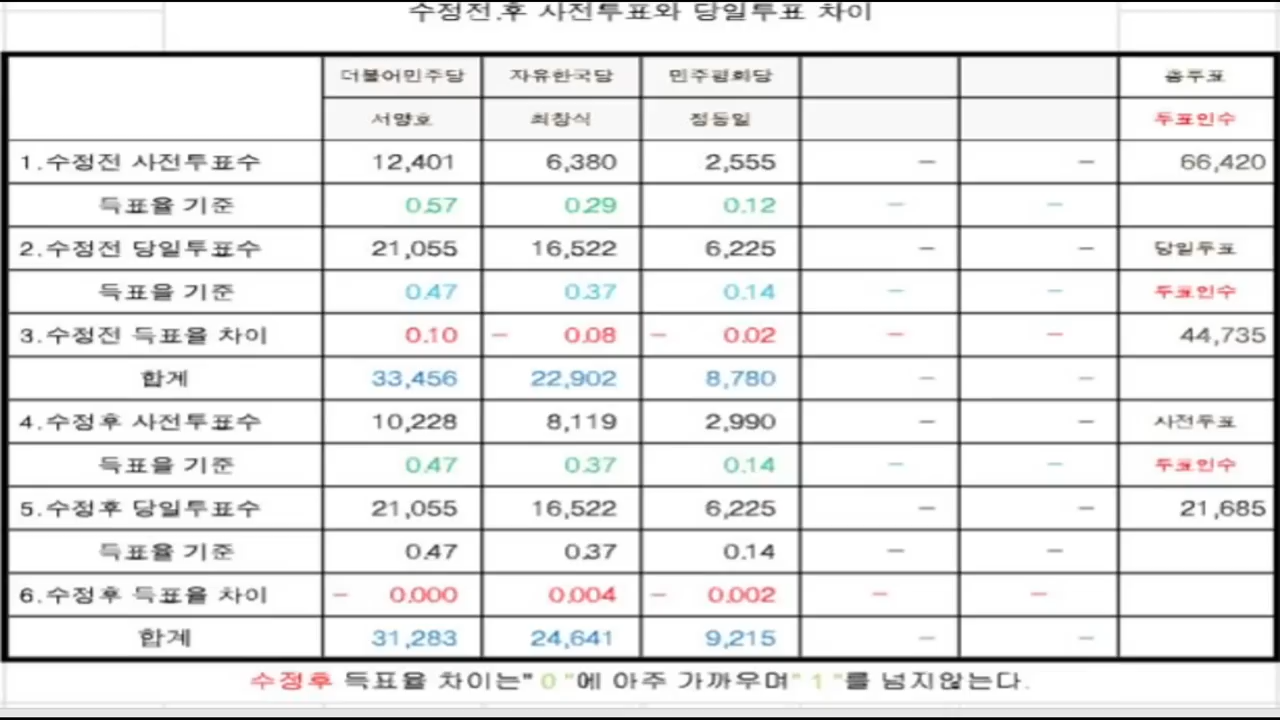 수정전.후 사전투표와 당일투표 차이
더불어민주당 자유한국당 민주평화당 총투표
서양호 최창식 정동일 투표인수
1.수정전 사전투표수 12,401 6,380 2,555 − − 66,420
득표율 기준 0.57 0.29 0.12 − −
2.수정전 당일투표수 21,055 16,522 6,225 − − 당일투표
득표율 기준 0.47 0.37 0.14 − − 투표인수
3.수정전 득표율 차이 0.10 − 0.08 − 0.02 − − 44,735
합계 33,456 22,902 8,780 − −
4.수정후 사전투표수 10,228 8,119 2,990 − − 사전투표
득표율 기준 0.47 0.37 0.14 − − 투표인수
5.수정후 당일투표수 21,055 16,522 6,225 − − 21,685
득표율 기준 0.47 0.37 0.14 − −
6.수정후 득표율 차이 − 0.000 0.004 − 0.002 − −
합계 31,283 24,641 9,215 − −
수정후 득표율 차이는" 0 "에 아주 가까우며" 1 "를 넘지않는다.